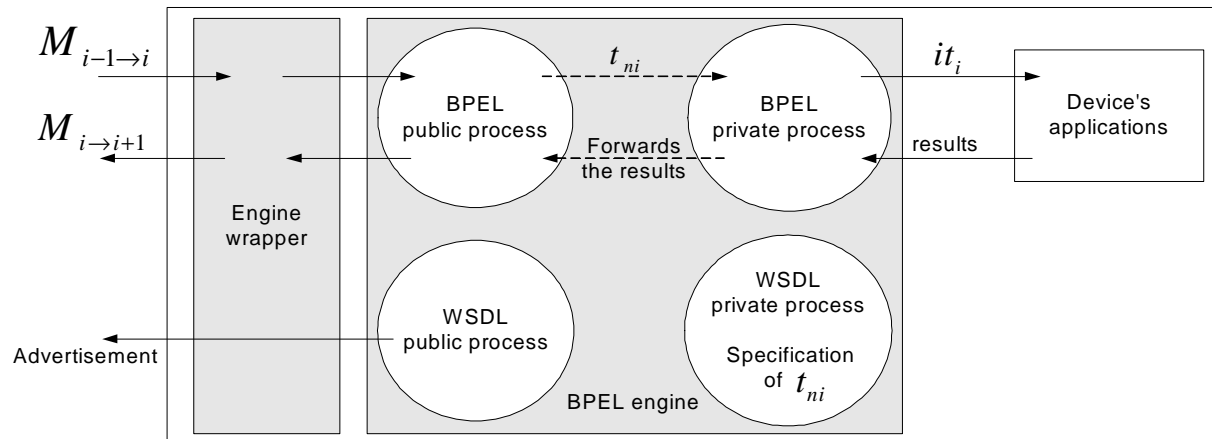 M i−1→i
t ni
it i
BPEL
public process
BPEL
private process
Device's
applications
M i→i+1
Forwards
the results
results
Engine
wrapper
WSDL
public process
WSDL
private process
Advertisement
Specification
of t ni
BPEL engine